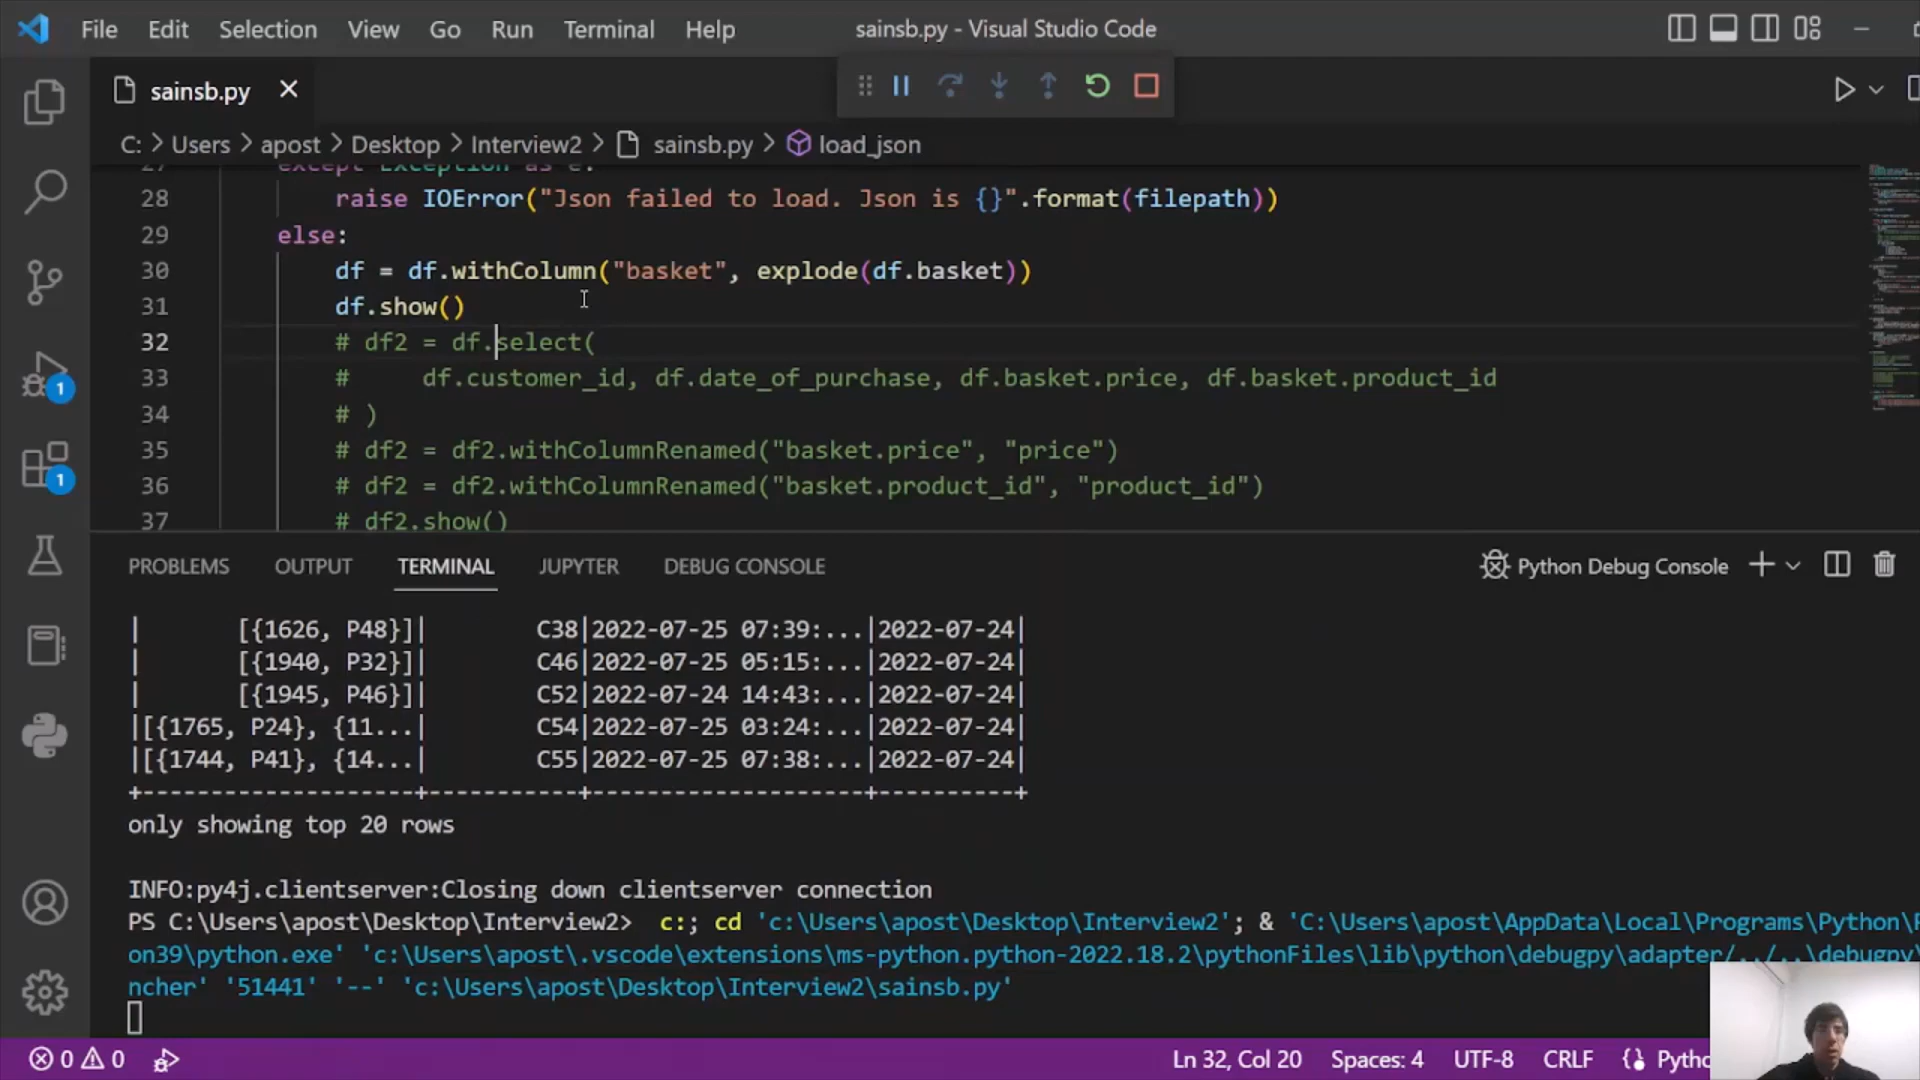 File Edit Selection View Go Run Terminal Help sainsb.py - Visual Studio Code
sainsb.py
C: > Users > apost > Desktop > Interview2 > sainsb.py > load_json
27 except Exception as e:
28 raise IOError("Json failed to load. Json is {}".format(filepath))
29 else:
30 df = df.withColumn("basket", explode(df.basket))
31 df.show()
32 # df2 = df.select(
33 # df.customer_id, df.date_of_purchase, df.basket.price, df.basket.product_id
34 # )
35 # df2 = df2.withColumnRenamed("basket.price", "price")
36 # df2 = df2.withColumnRenamed("basket.product_id", "product_id")
37 # df2.show()
1
1
PROBLEMS OUTPUT TERMINAL JUPYTER DEBUG CONSOLE Python Debug Console
| [{1626, P48}]| C38|2022-07-25 07:39:...|2022-07-24|
| [{1940, P32}]| C46|2022-07-25 05:15:...|2022-07-24|
| [{1945, P46}]| C52|2022-07-24 14:43:...|2022-07-24|
|[{1765, P24}, {11...| C54|2022-07-25 03:24:...|2022-07-24|
|[{1744, P41}, {14...| C55|2022-07-25 07:38:...|2022-07-24|
+--------------------+-----------+--------------------+----------+
only showing top 20 rows
INFO:py4j.clientserver:Closing down clientserver connection
PS C:\Users\apost\Desktop\Interview2> c:; cd 'c:\Users\apost\Desktop\Interview2'; & 'C:\Users\apost\AppData\Local\Programs\Python\P
on39\python.exe' 'c:\Users\apost\.vscode\extensions\ms-python.python-2022.18.2\pythonFiles\lib\python\debugpy\adapter/../..\debugpy\
ncher' '51441' '--' 'c:\Users\apost\Desktop\Interview2\sainsb.py'
0 0 Ln 32, Col 20 Spaces: 4 UTF-8 CRLF Pytho